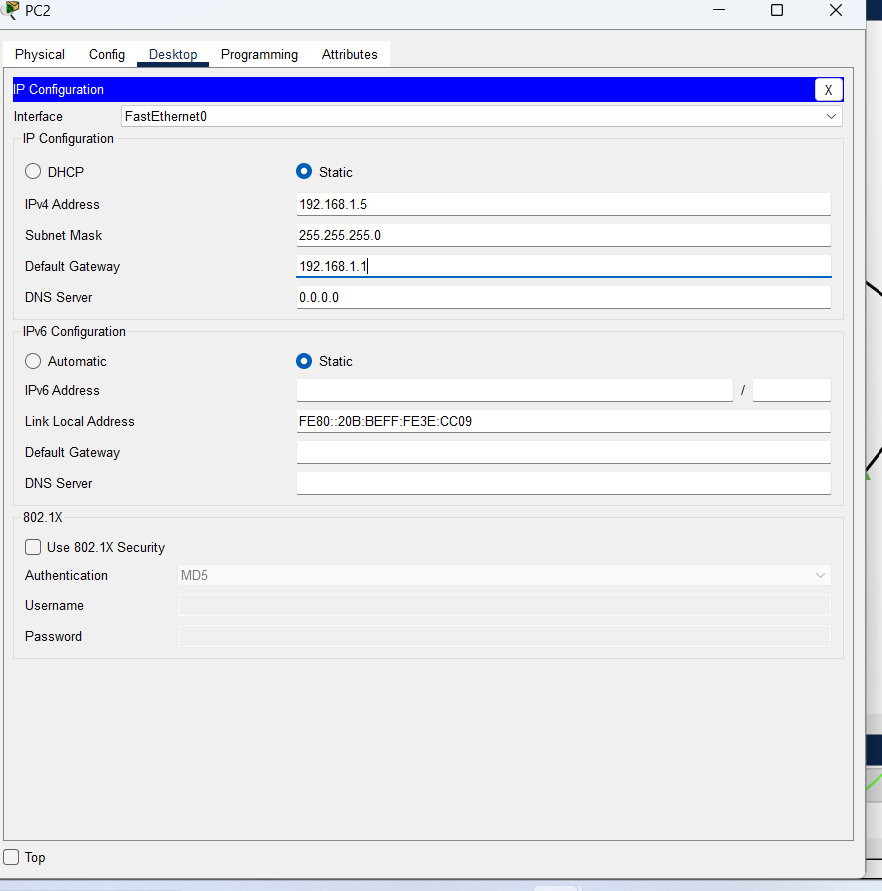 PC2
Physical Config Desktop Programming Attributes
IP Configuration X
Interface FastEthernet0
IP Configuration
DHCP Static
IPv4 Address 192.168.1.5
Subnet Mask 255.255.255.0
Default Gateway 192.168.1.1
DNS Server 0.0.0.0
IPv6 Configuration
Automatic Static
IPv6 Address /
Link Local Address FE80::20B:BEFF:FE3E:CC09
Default Gateway
DNS Server
802.1X
Use 802.1X Security
Authentication MD5
Username
Password
Top